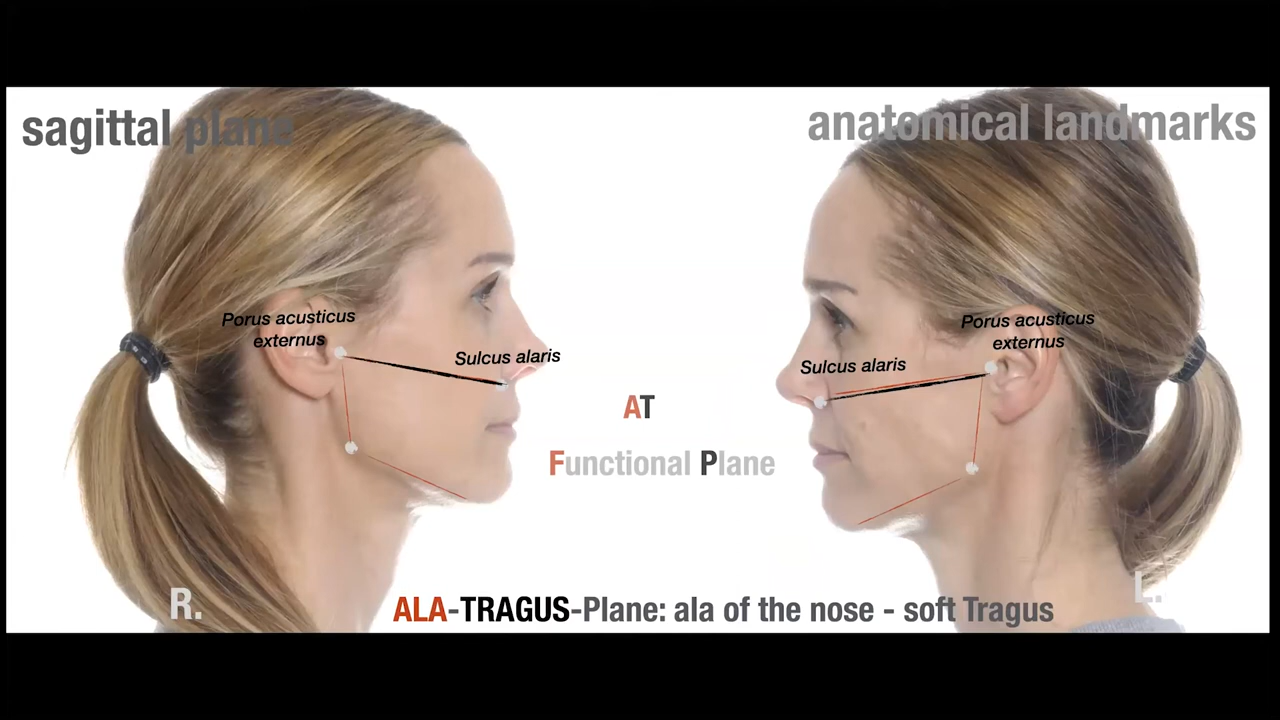 sagittal plane
anatomical landmarks
Porus acusticus
externus
Sulcus alaris
Porus acusticus
externus
Sulcus alaris
AT
Functional Plane
R.
L.
ALA-TRAGUS-Plane: ala of the nose - soft Tragus